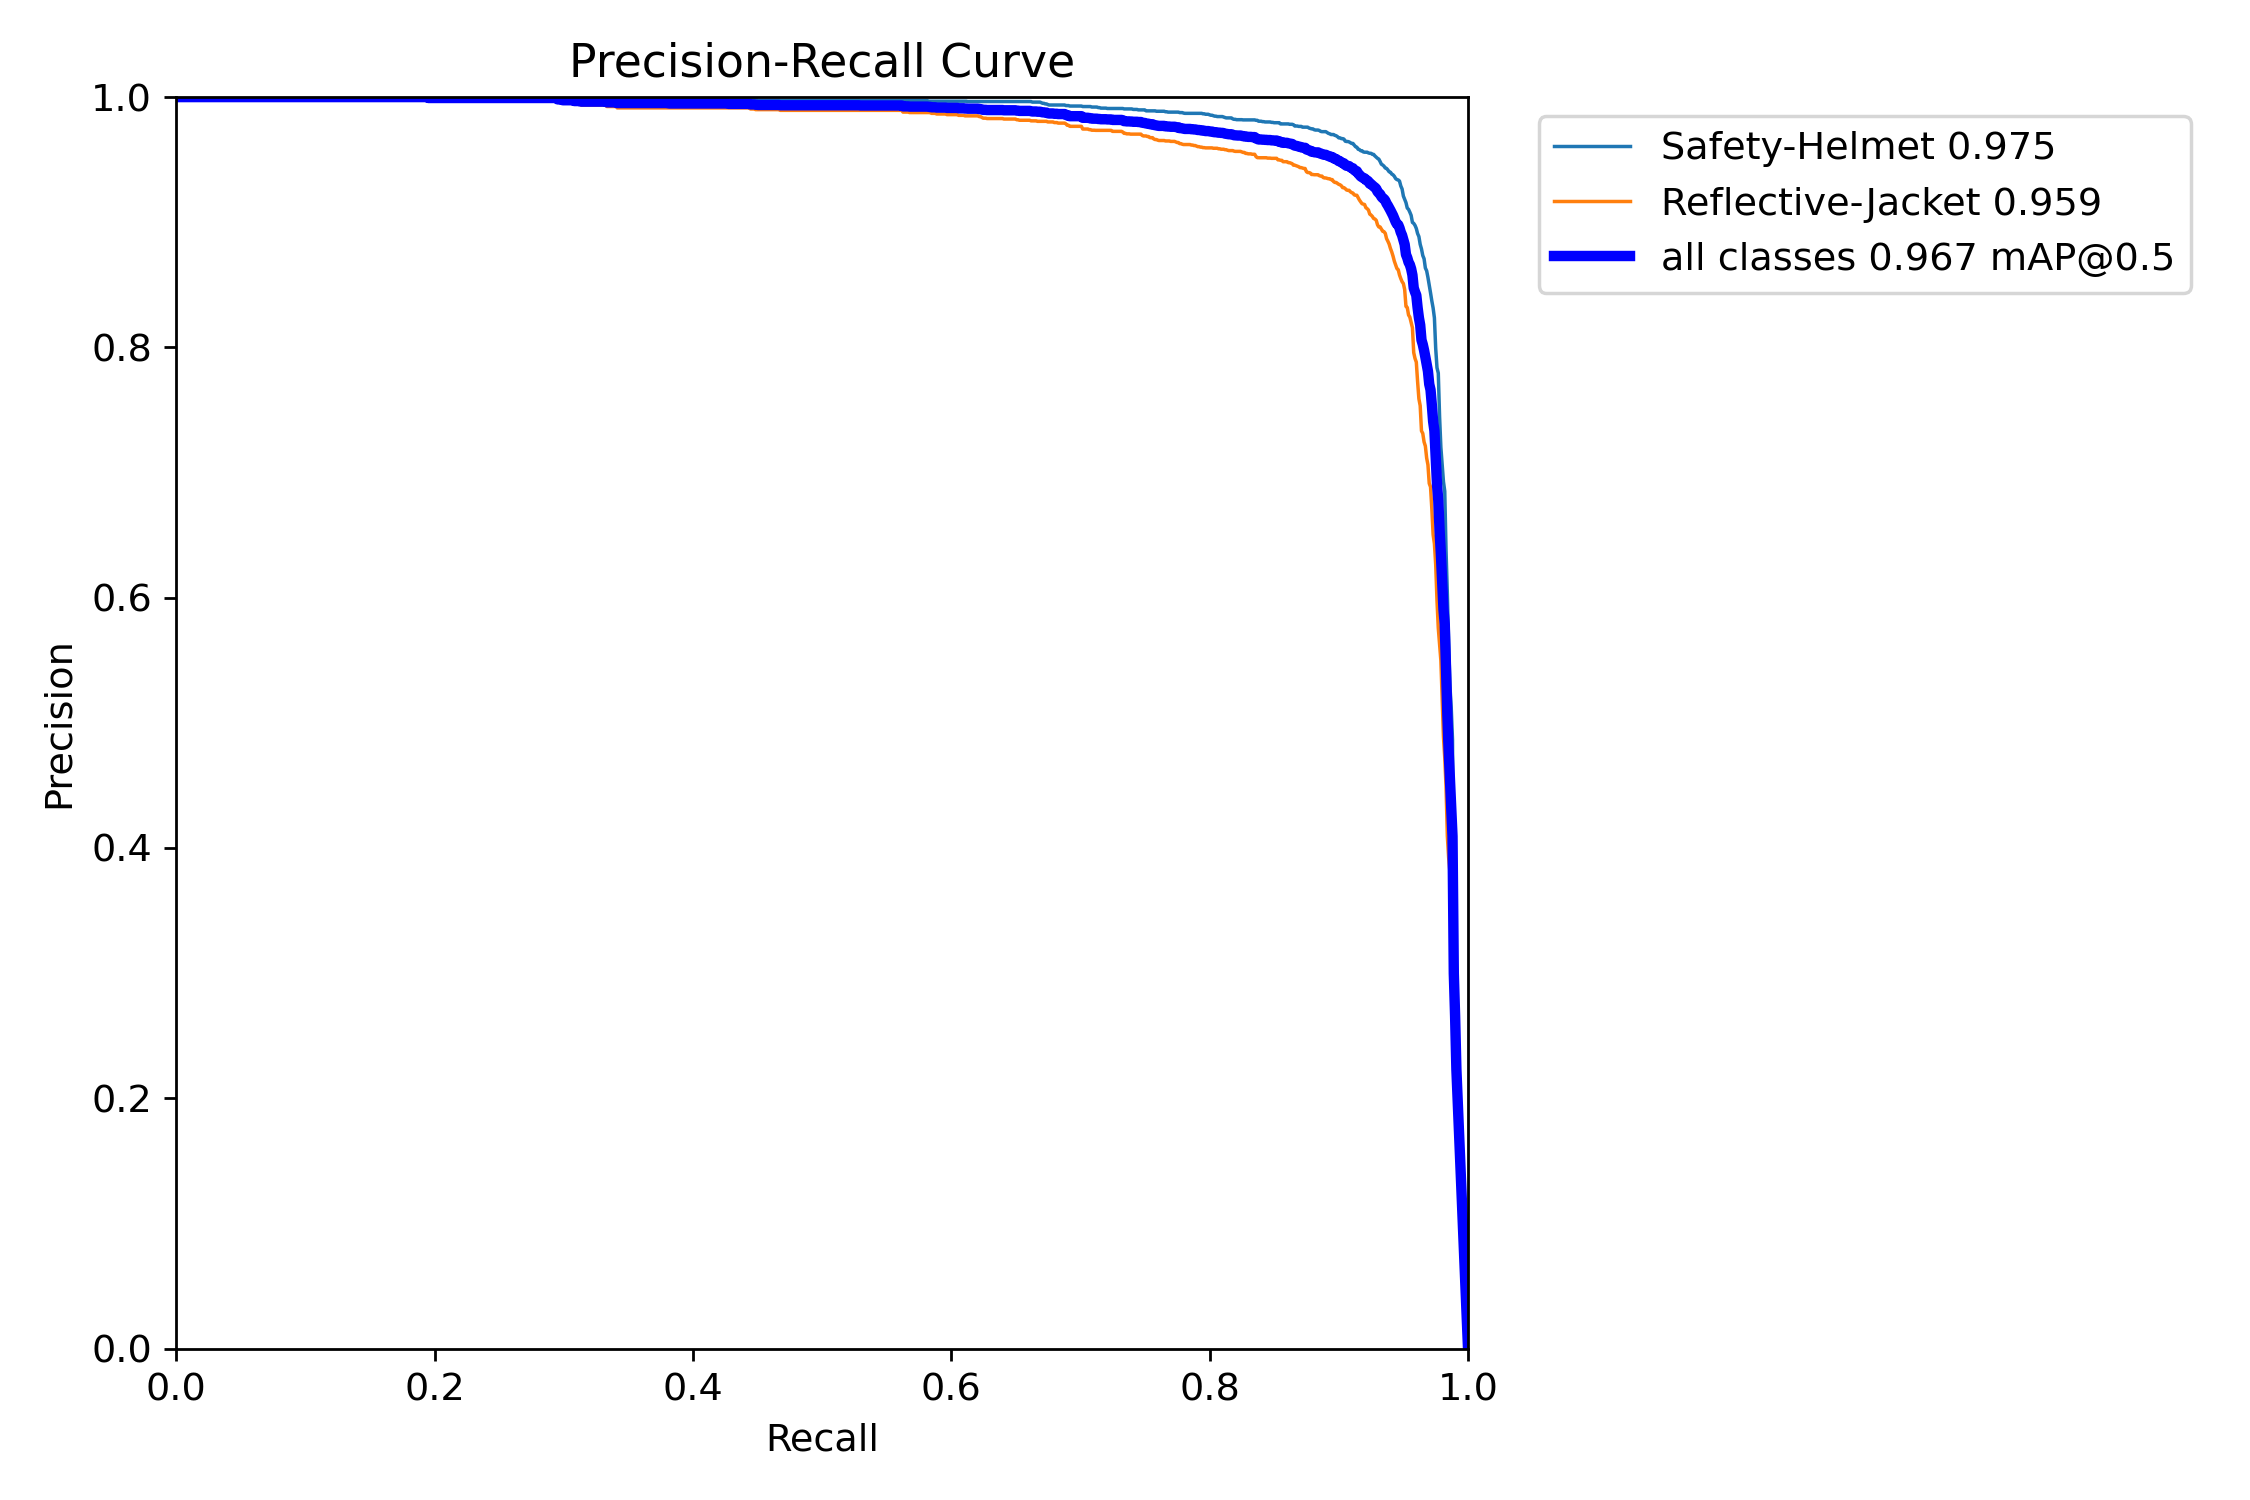 Precision-Recall Curve
1.0
0.8
0.6
0.4
0.2
0.0
Precision
0.0 0.2 0.4 0.6 0.8 1.0
Recall
Safety-Helmet 0.975
Reflective-Jacket 0.959
all classes 0.967 mAP@0.5